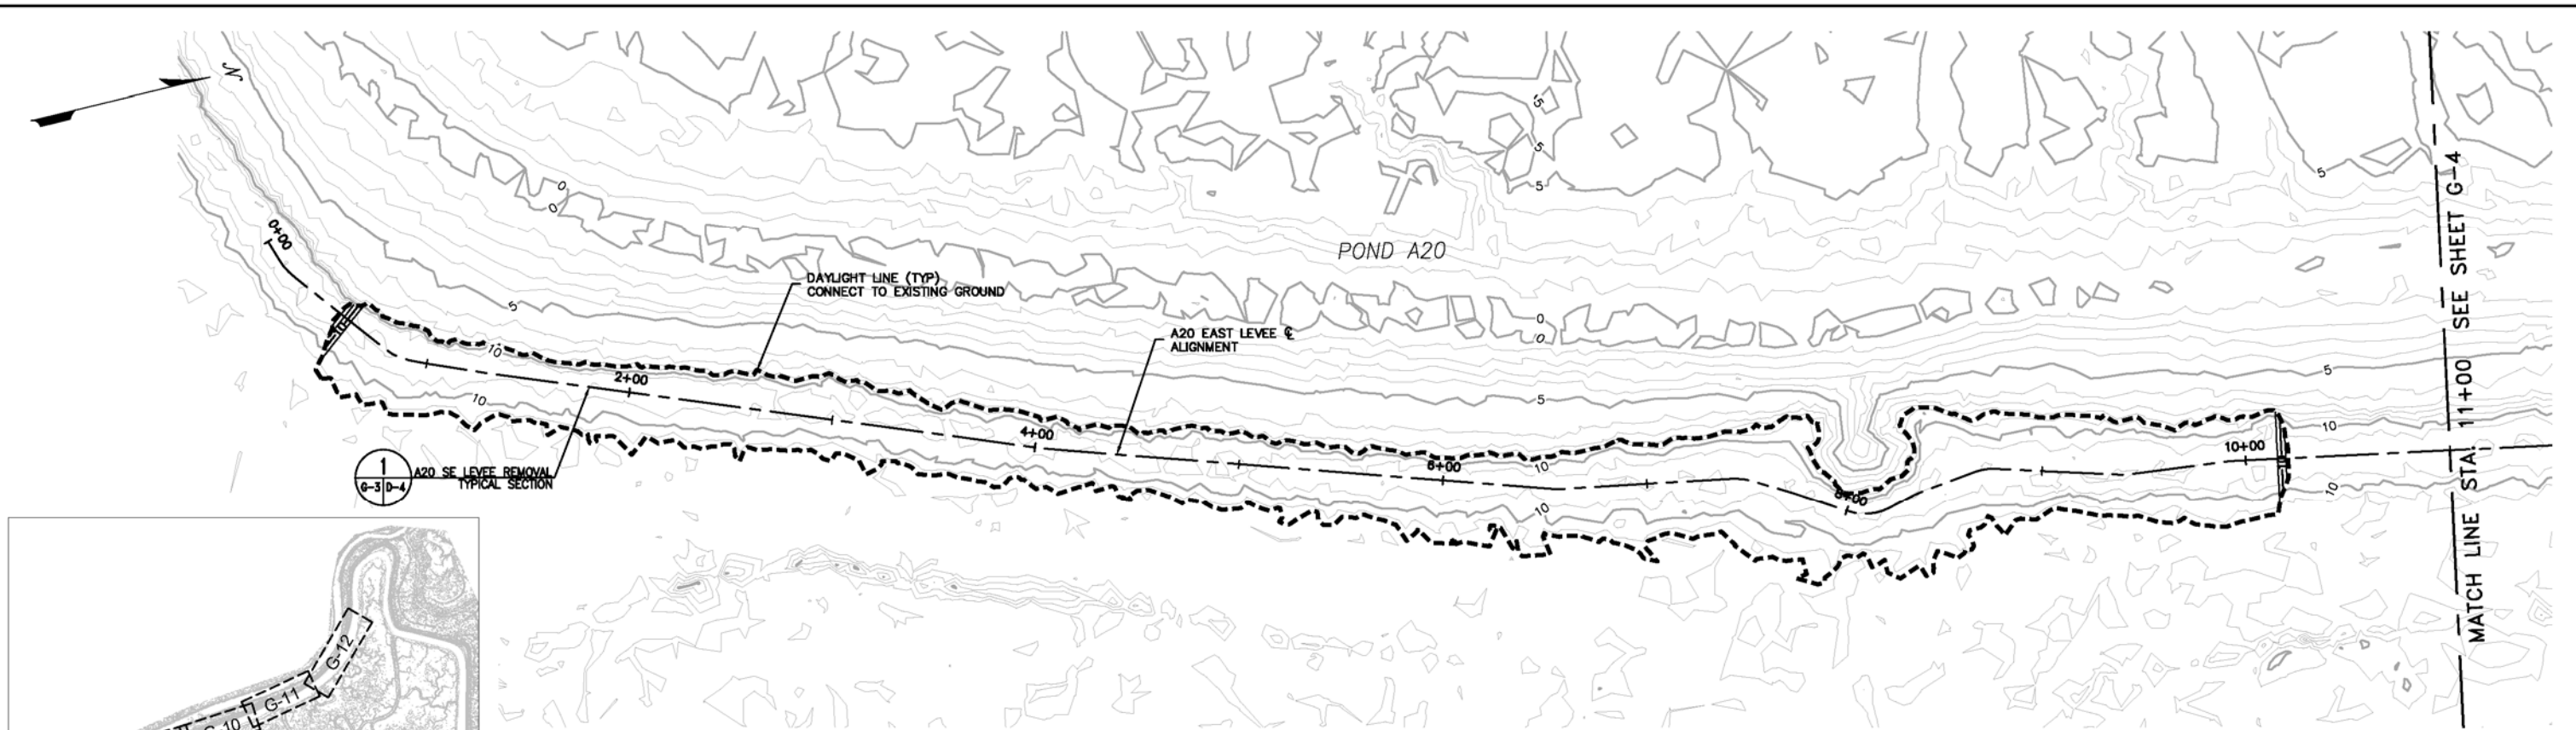 N
0+00
0
0
5
-5
-5
-5
5
POND A20
DAYLIGHT LINE (TYP)
CONNECT TO EXISTING GROUND
A20 EAST LEVEE ℄
ALIGNMENT
0
0
10
2+00
10
5
5
4+00
6+00
10
10
8+00
10+00
10
10
1
G-3 D-4
A20 SE LEVEE REMOVAL
TYPICAL SECTION
MATCH LINE STA. 11+00 SEE SHEET G-4
G-12
G-11